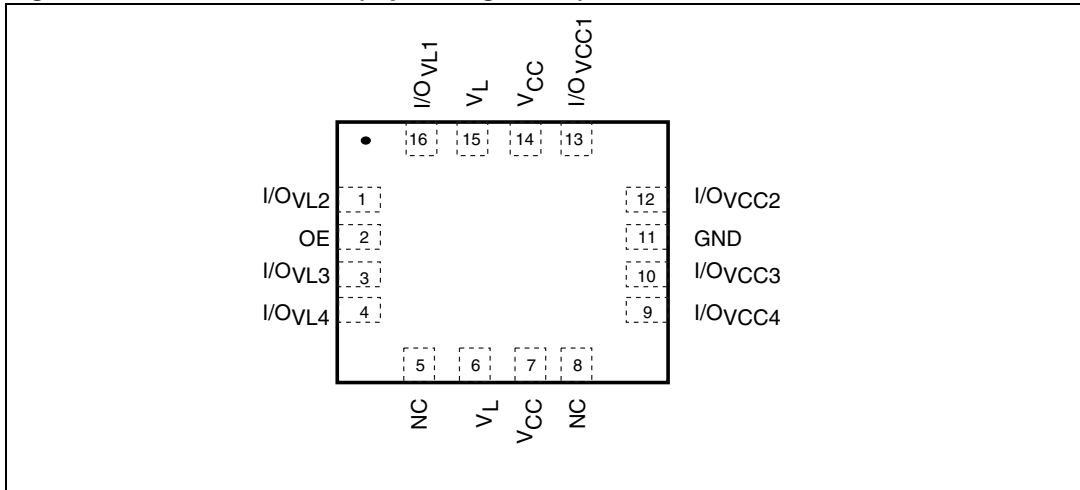 I/OVL1 VL VCC I/OVCC1
16 15 14 13
I/OVL2 1 12 I/OVCC2
OE 2 11 GND
I/OVL3 3 10 I/OVCC3
I/OVL4 4 9 I/OVCC4
5 6 7 8
NC VL VCC NC